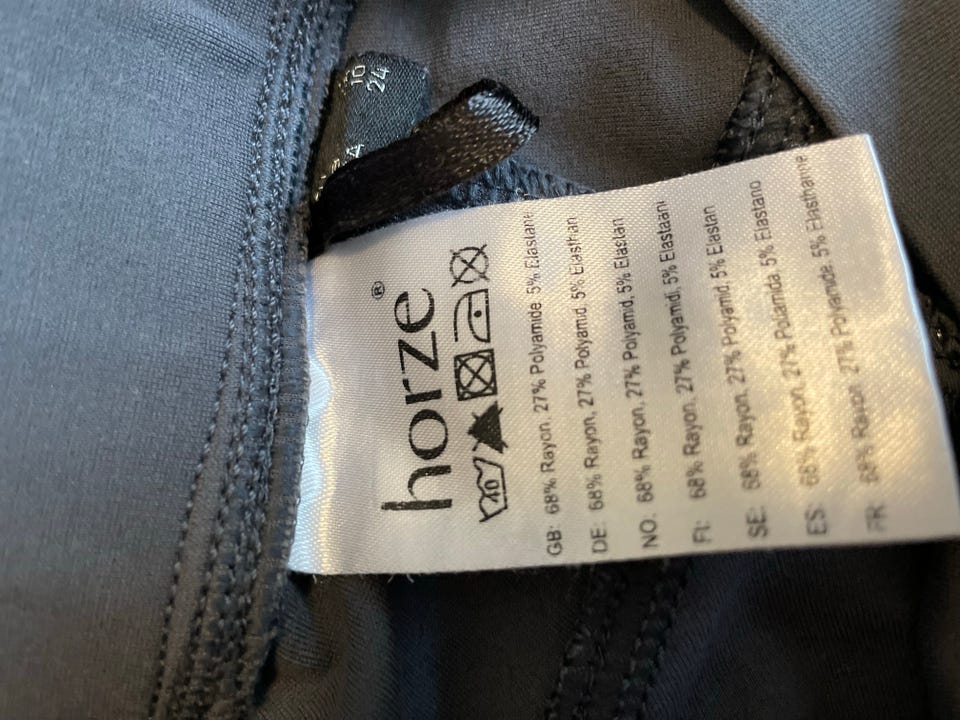 10
24
horze®
40
GB: 68% Rayon, 27% Polyamide, 5% Elastane
DE: 68% Rayon, 27% Polyamid, 5% Elasthan
NO: 68% Rayon, 27% Polyamid, 5% Elastan
FI: 68% Rayon, 27% Polyamidi, 5% Elastaani
SE: 68% Rayon, 27% Polyamid, 5% Elastan
ES: 68% Rayon, 27% Poliamida, 5% Elastano
FR: 68% Rayon, 27% Polyamide, 5% Elasthanne